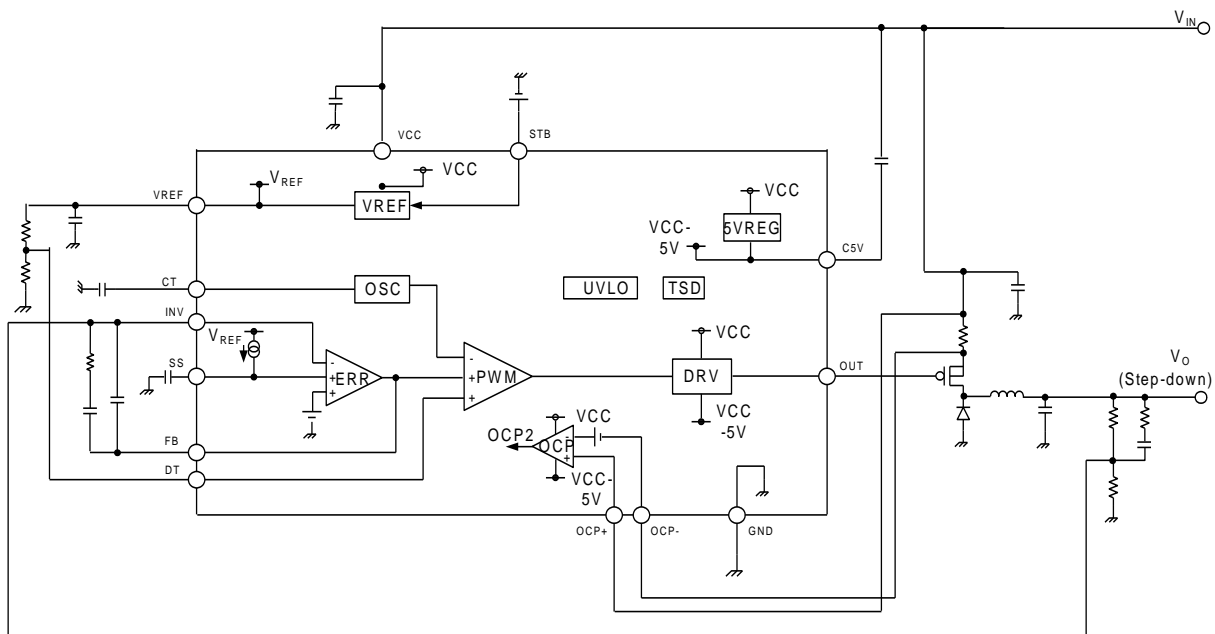 VIN
VCC
STB
VREF
VREF
VCC
VREF
VCC
5VREG
VCC-
5V
C5V
CT
OSC
UVLO
TSD
INV
VREF
SS
-
+
+
ERR
-
+
+
PWM
VCC
DRV
OUT
VCC
-5V
VO
(Step-down)
FB
DT
OCP2
VCC
-
+
OCP
VCC-
5V
OCP+
OCP-
GND